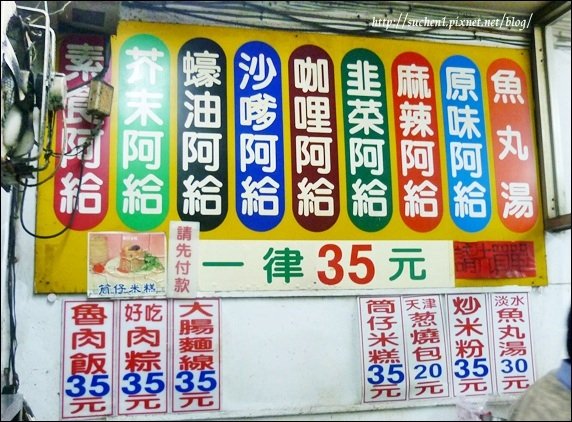 http://suchen1.pixnet.net/blog/
魚丸湯
原味阿給
麻辣阿給
韭菜阿給
咖哩阿給
沙嗲阿給
蠔油阿給
芥末阿給
素食阿給
請先付款
一律35元
筒仔米糕
魯肉飯
35元
好吃
肉粽
35元
大腸麵線
35元
筒仔米糕
35元
天津
蔥燒包
20元
炒米粉
35元
淡水
魚丸湯
30元